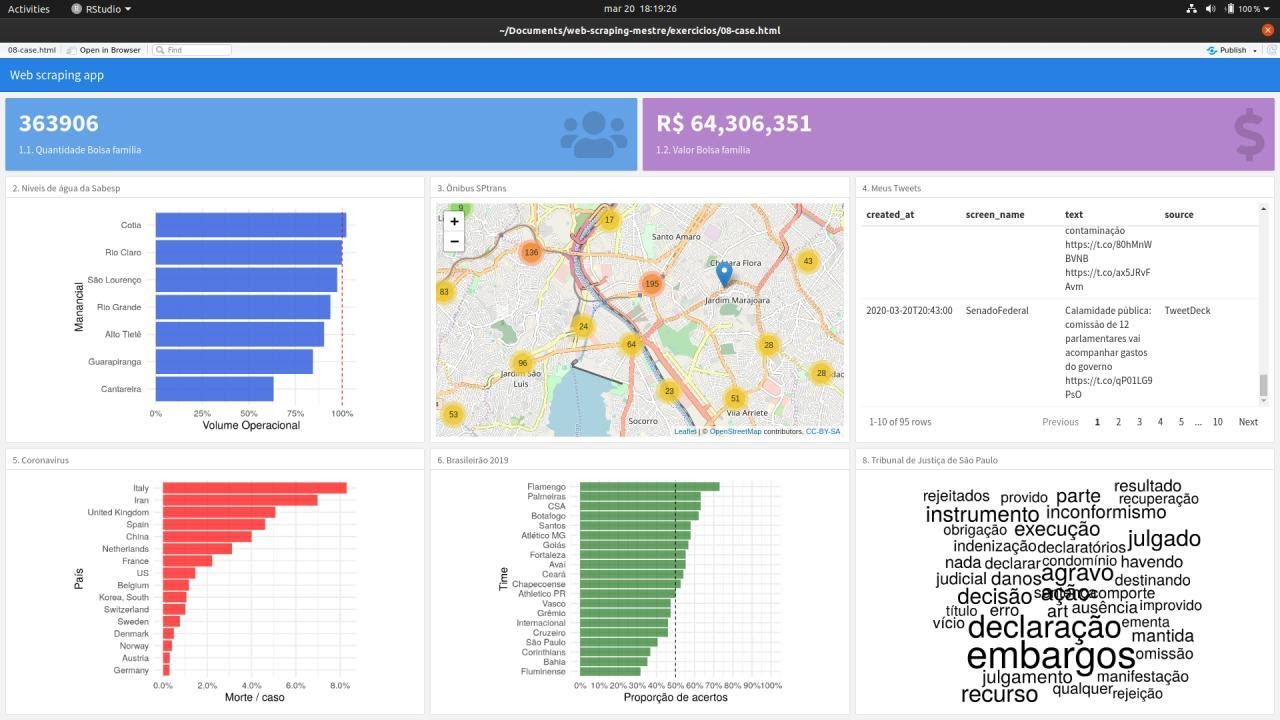 Activities RStudio mar 20 18:19:26 100 %
~/Documents/web-scraping-mestre/exercicios/08-case.html
08-case.html Open in Browser Find Publish
Web scraping app
363906
1.1. Quantidade Bolsa família
R$ 64,306,351
1.2. Valor Bolsa família
2. Níveis de água da Sabesp
Manancial
Cotia
Rio Claro
São Lourenço
Rio Grande
Alto Tietê
Guarapiranga
Cantareira
0% 25% 50% 75% 100%
Volume Operacional
3. Ônibus SPtrans
+
−
9
17
Santo Amaro
136
Chácara Flora
43
195
83
Jardim Marajoara
24
64
28
96
Jardim São
Luís
28
23
51
53
Vila Arriete
Socorro
Leaflet | © OpenStreetMap contributors, CC-BY-SA
4. Meus Tweets
created_at screen_name text source
contaminação
https://t.co/80hMnW
BVNB
https://t.co/ax5JRvF
Avm
2020-03-20T20:43:00 SenadoFederal Calamidade pública: TweetDeck
comissão de 12
parlamentares vai
acompanhar gastos
do governo
https://t.co/qP01LG9
PsO
1-10 of 95 rows Previous 1 2 3 4 5 ... 10 Next
5. Coronavirus
País
Italy
Iran
United Kingdom
Spain
China
Netherlands
France
US
Belgium
Korea, South
Switzerland
Sweden
Denmark
Norway
Austria
Germany
0.0% 2.0% 4.0% 6.0% 8.0%
Morte / caso
6. Brasileirão 2019
Time
Flamengo
Palmeiras
CSA
Botafogo
Santos
Atlético MG
Goiás
Fortaleza
Avaí
Ceará
Chapecoense
Athletico PR
Vasco
Grêmio
Internacional
Cruzeiro
São Paulo
Corinthians
Bahia
Fluminense
0% 10% 20% 30% 40% 50% 60% 70% 80% 90% 100%
Proporção de acertos
8. Tribunal de Justiça de São Paulo
resultado
rejeitados provido parte recuperação
instrumento inconformismo
obrigação execução
julgado
indenização declaratórios
nada declarar condomínio havendo
judicial danos agravo destinando
decisão ação comporte
título erro art ausência improvido
vício declaração ementa
mantida
embargos omissão
julgamento manifestação
recurso qualquer rejeição